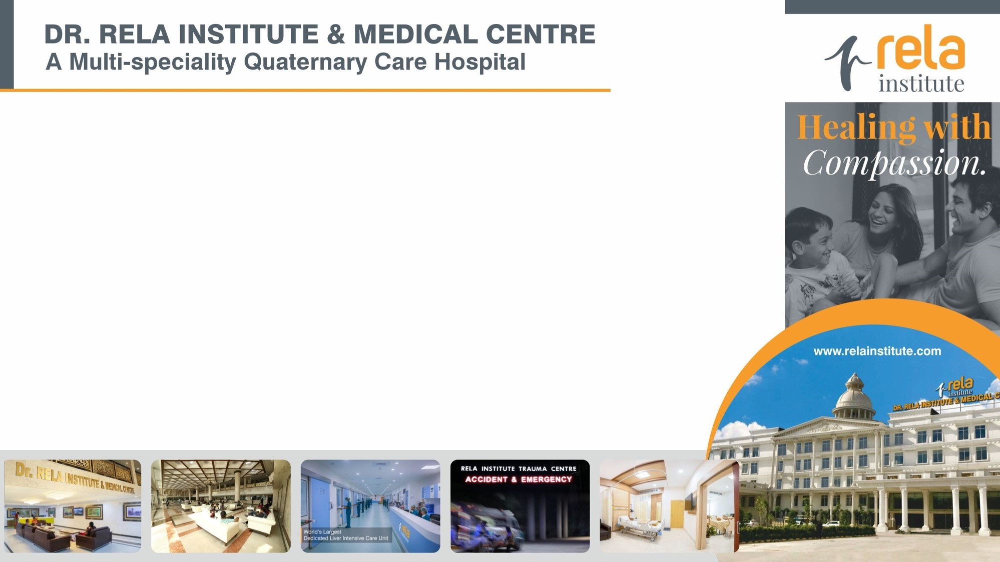 DR. RELA INSTITUTE & MEDICAL CENTRE
A Multi-speciality Quaternary Care Hospital
rela
institute
Healing with
Compassion.
www.relainstitute.com
rela
institute
DR. RELA INSTITUTE & MEDICAL C
Dr. RELA INSTITUTE & MEDICAL CENTRE
World's Largest
Dedicated Liver Intensive Care Unit
rela
RELA INSTITUTE TRAUMA CENTRE
ACCIDENT & EMERGENCY